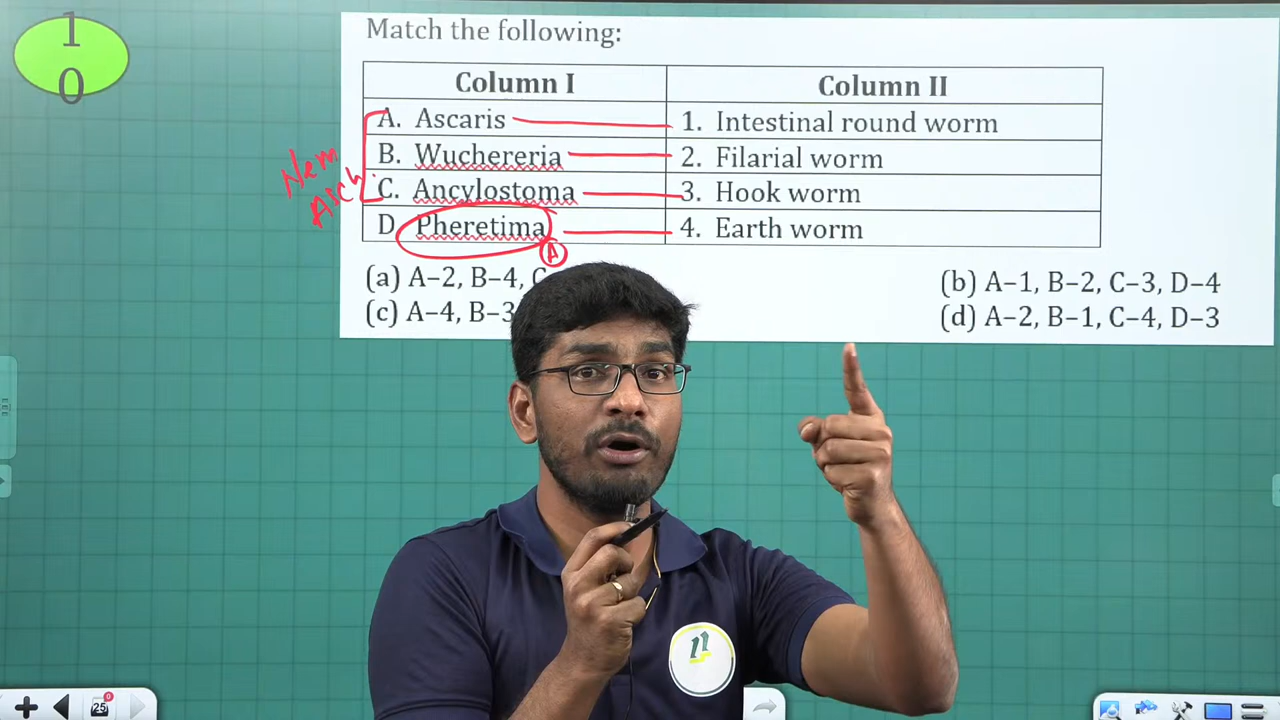 1
0
Match the following:
Column I Column II
A. Ascaris 1. Intestinal round worm
B. Wuchereria 2. Filarial worm
C. Ancylostoma 3. Hook worm
D Pheretima 4. Earth worm
Nem
A
(a) A–2, B–4, C (b) A–1, B–2, C–3, D–4
(c) A–4, B–3 (d) A–2, B–1, C–4, D–3
25
0